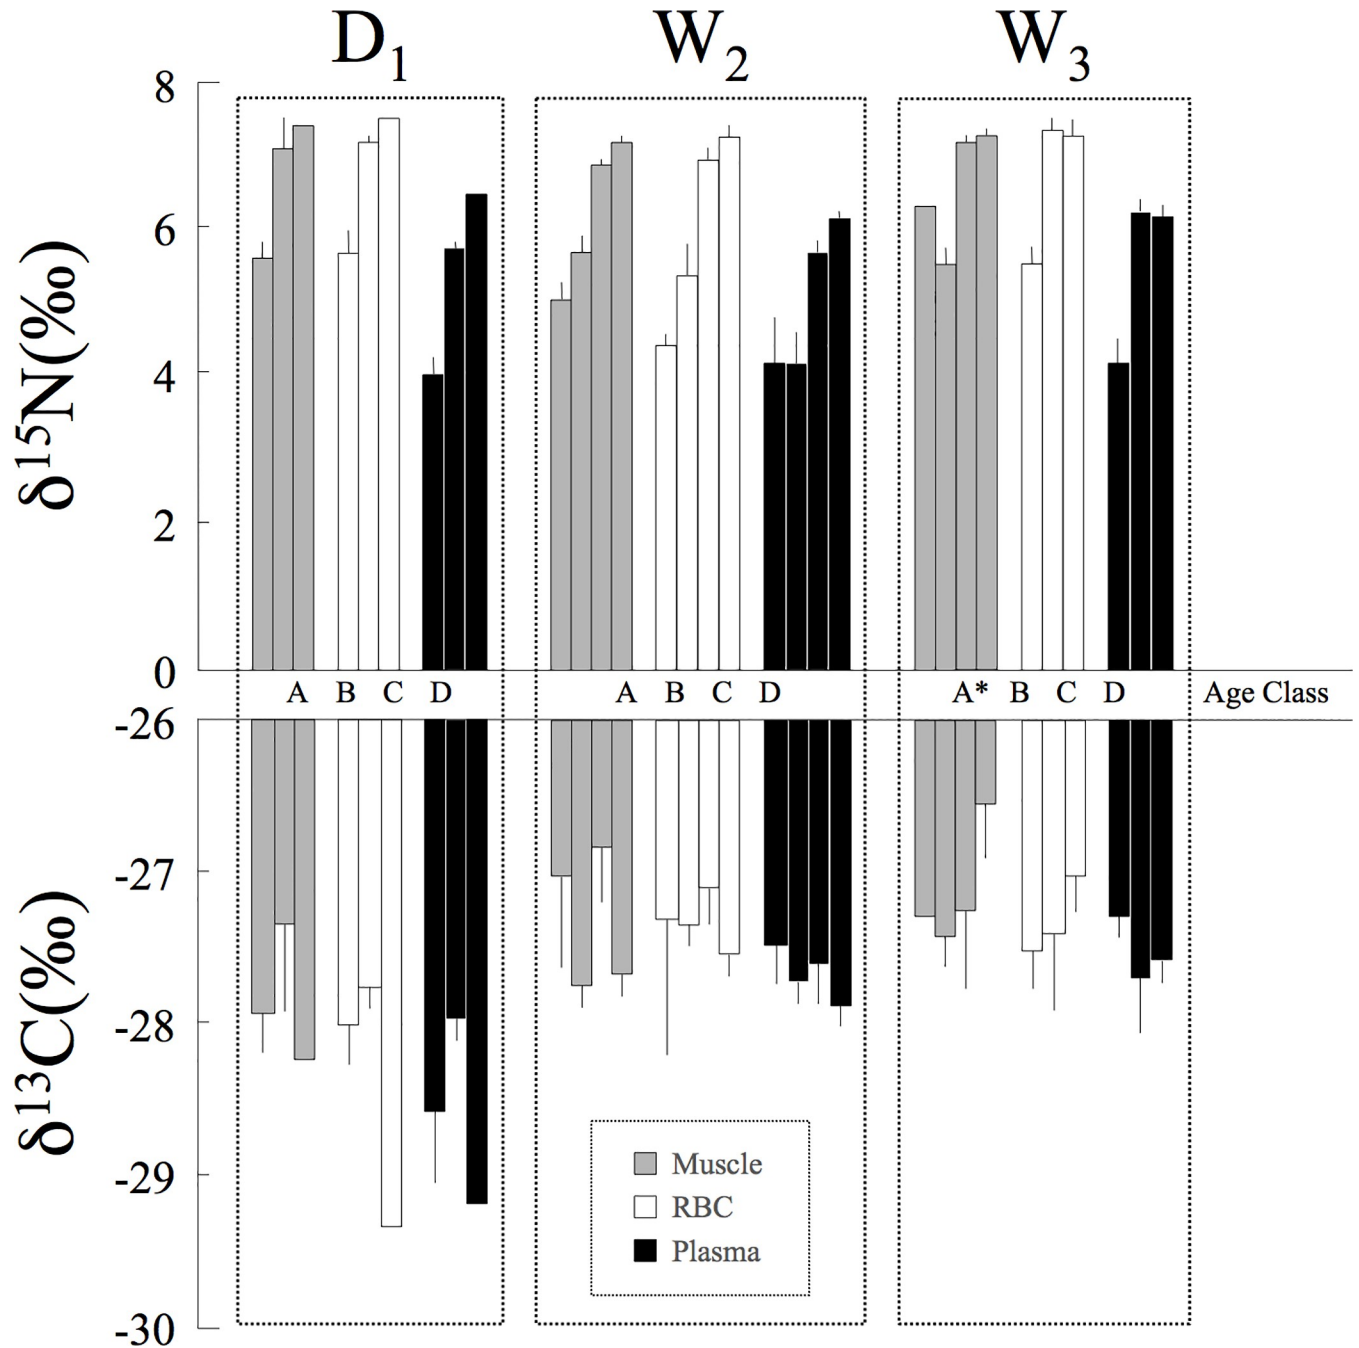 D1 W2 W3
δ15N(‰)
8
6
4
2
0
A B C D A B C D A* B C D Age Class
δ13C(‰)
-26
-27
-28
-29
-30
Muscle
RBC
Plasma